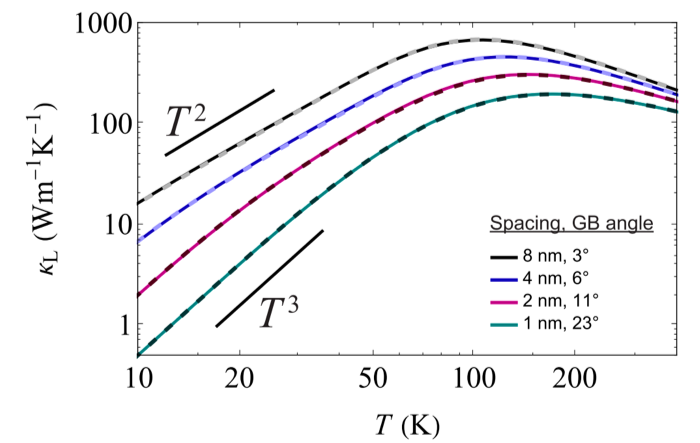 1000
100
10
1
κL (Wm⁻¹K⁻¹)
T²
T³
Spacing, GB angle
8 nm, 3°
4 nm, 6°
2 nm, 11°
1 nm, 23°
10 20 50 100 200
T (K)